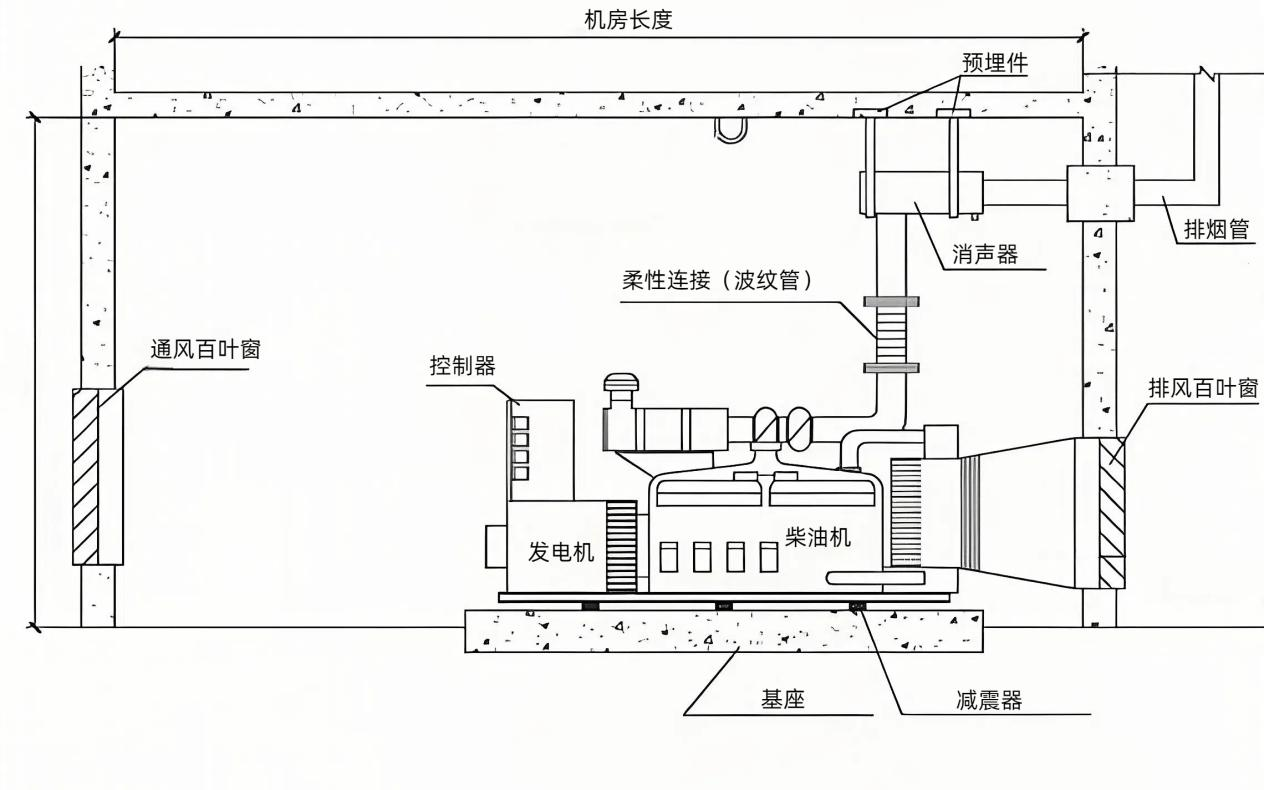 机房长度
预埋件
排烟管
消声器
柔性连接（波纹管）
通风百叶窗
控制器
排风百叶窗
发电机
柴油机
基座
减震器